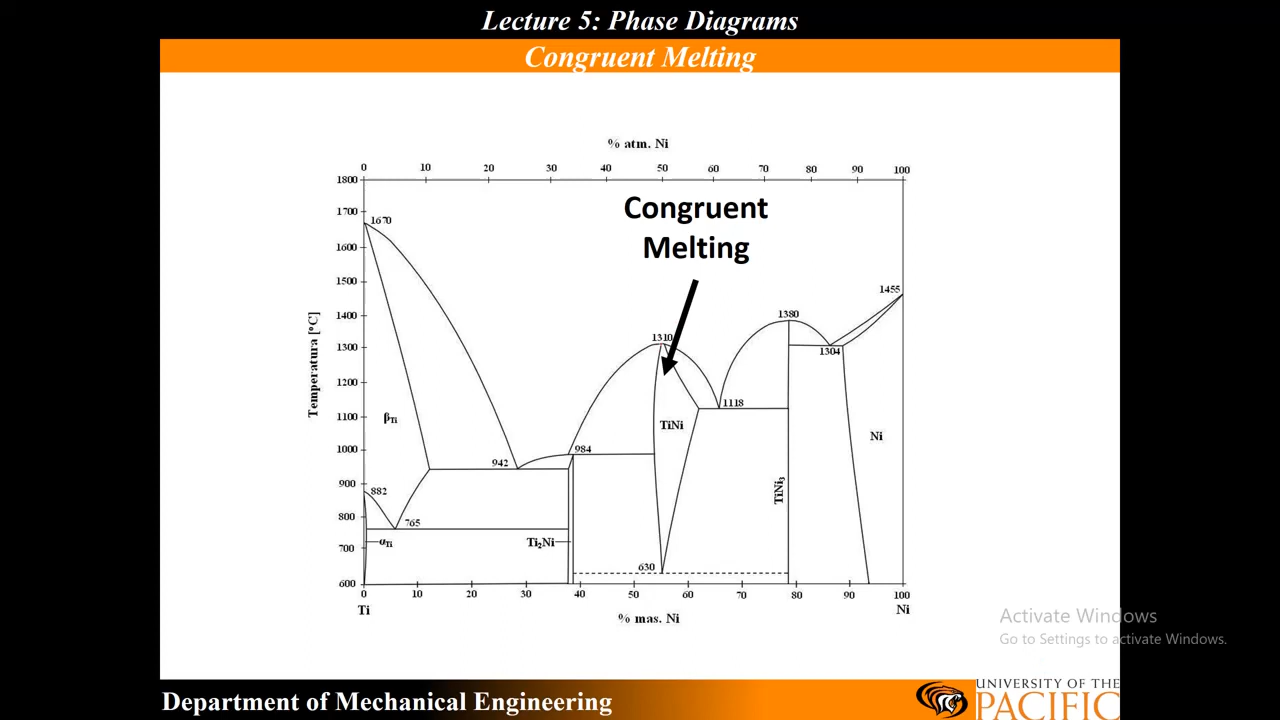 Lecture 5: Phase Diagrams
Congruent Melting
% atm. Ni
0 10 20 30 40 50 60 70 80 90 100
1800
1700
1600
1500
1400
1300
1200
1100
1000
900
800
700
600
Temperatura [°C]
Congruent
Melting
1670
1455
1380
1310
1304
1118
βTi
TiNi
Ni
984
942
882
TiNi3
765
αTi
Ti2Ni
630
0 10 20 30 40 50 60 70 80 90 100
Ti Ni
% mas. Ni
Activate Windows
Go to Settings to activate Windows.
Department of Mechanical Engineering
UNIVERSITY OF THE
PACIFIC